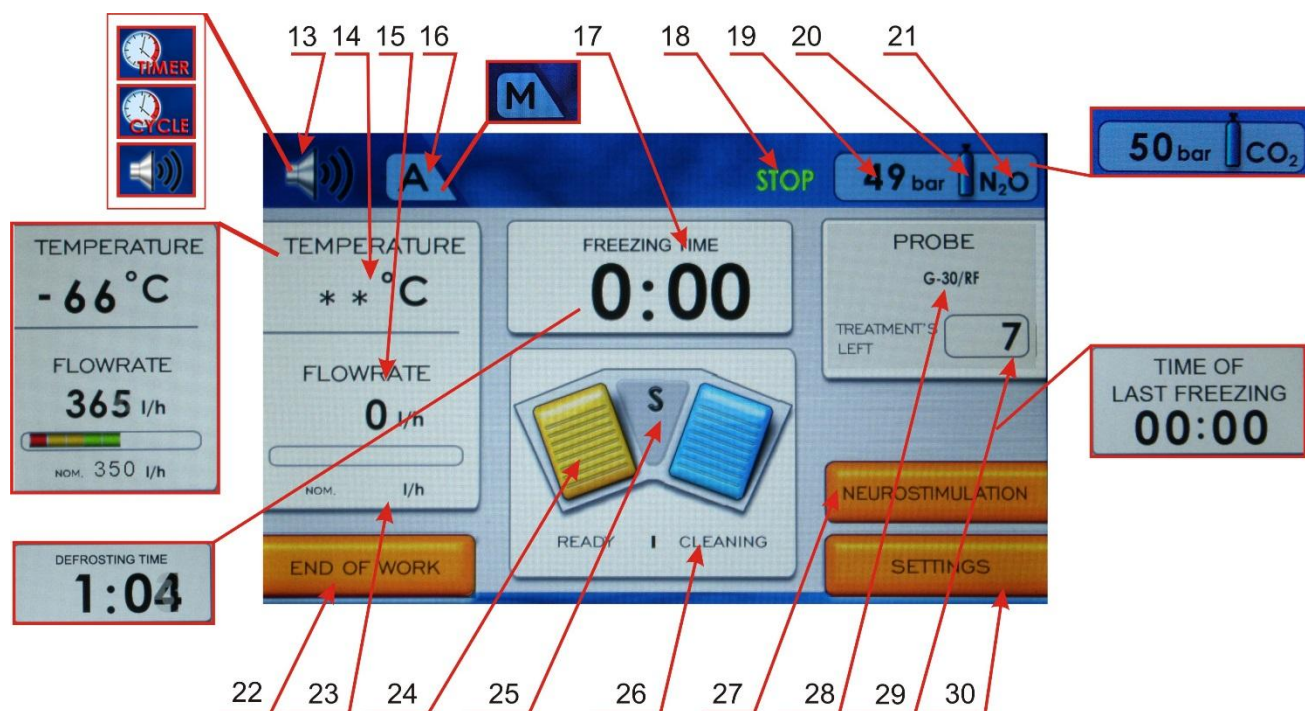 13 14 15 16 17 18 19 20 21
TIMER
CYCLE
M
A
STOP
49 bar N₂O
50 bar CO₂
TEMPERATURE
-66 °C
FLOWRATE
365 l/h
NOM. 350 l/h
TEMPERATURE
** °C
FLOWRATE
0 l/h
NOM. l/h
FREEZING TIME
0:00
PROBE
G-30/RF
TREATMENT'S
LEFT 7
TIME OF
LAST FREEZING
00:00
S
READY I CLEANING
NEUROSTIMULATION
DEFROSTING TIME
1:04
END OF WORK
SETTINGS
22 23 24 25 26 27 28 29 30